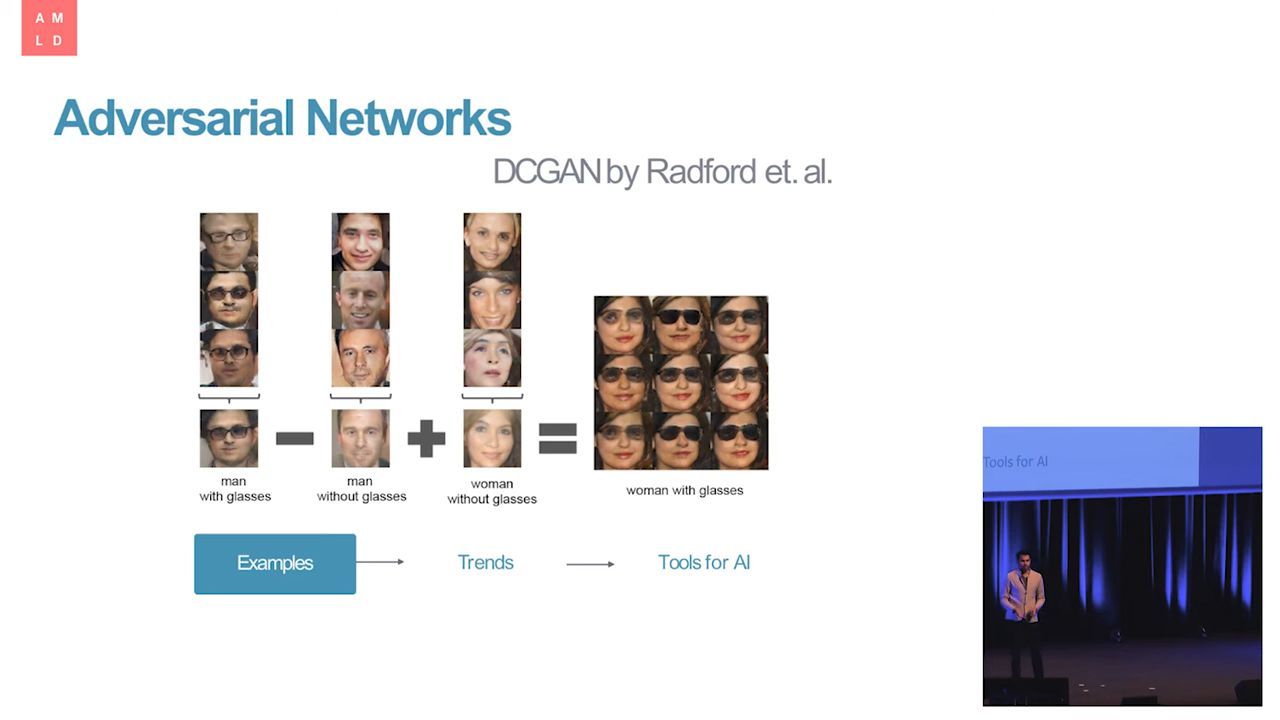 A M
L D
Adversarial Networks
DCGAN by Radford et. al.
man
with glasses
man
without glasses
woman
without glasses
woman with glasses
Examples
Trends
Tools for AI
Tools for AI